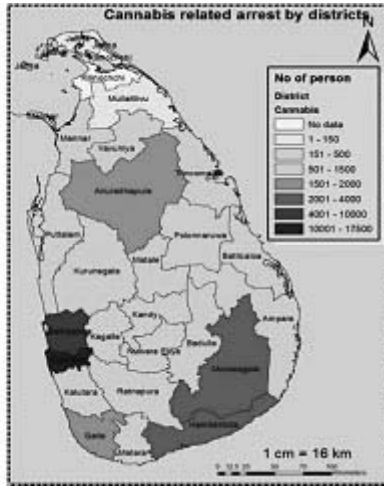 Cannabis related arrest by districts
N
No of person
District
Cannabis
No data
1 - 150
151 - 500
501 - 1500
1501 - 2000
2001 - 4000
4001 - 10000
10001 - 17500
Jaffna
Mullaitivu
Mannar
Vavuniya
Anuradhapura
Puttalam
Polonnaruwa
Matale
Batticaloa
Kurunegala
Kandy
Ampara
Kegalle
Badulla
Nuwara Eliya
Monaragala
Kalutara
Ratnapura
Hambantota
Galle
Matara
1 cm = 16 km